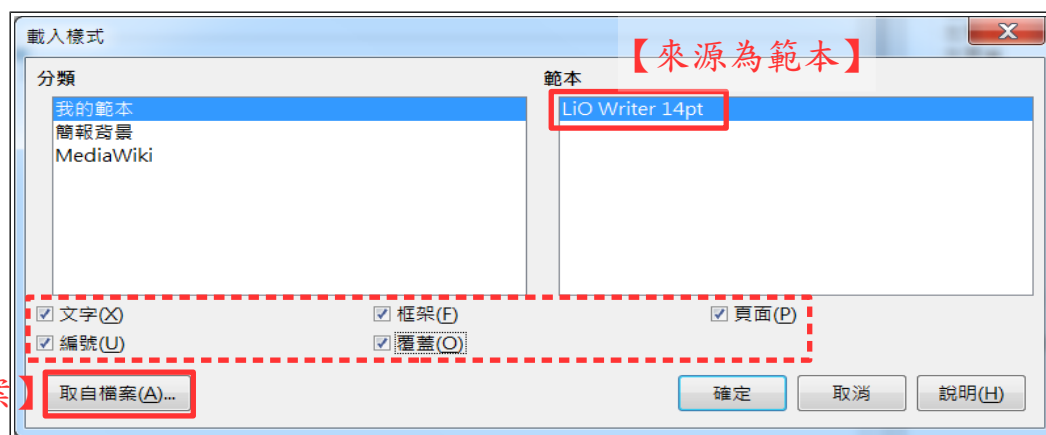 載入樣式
【來源為範本】
分類
範本
我的範本
LiO Writer 14pt
簡報背景
MediaWiki
文字(X)
框架(F)
頁面(P)
編號(U)
覆蓋(O)
】
取自檔案(A)...
確定
取消
說明(H)